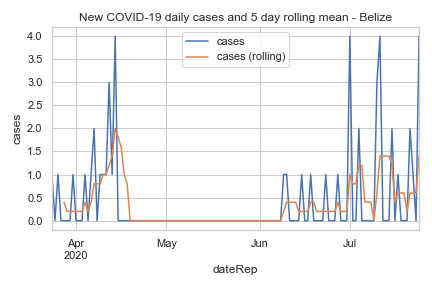 New COVID-19 daily cases and 5 day rolling mean - Belize
cases
cases (rolling)
cases
4.0
3.5
3.0
2.5
2.0
1.5
1.0
0.5
0.0
Apr May Jun Jul
2020
dateRep